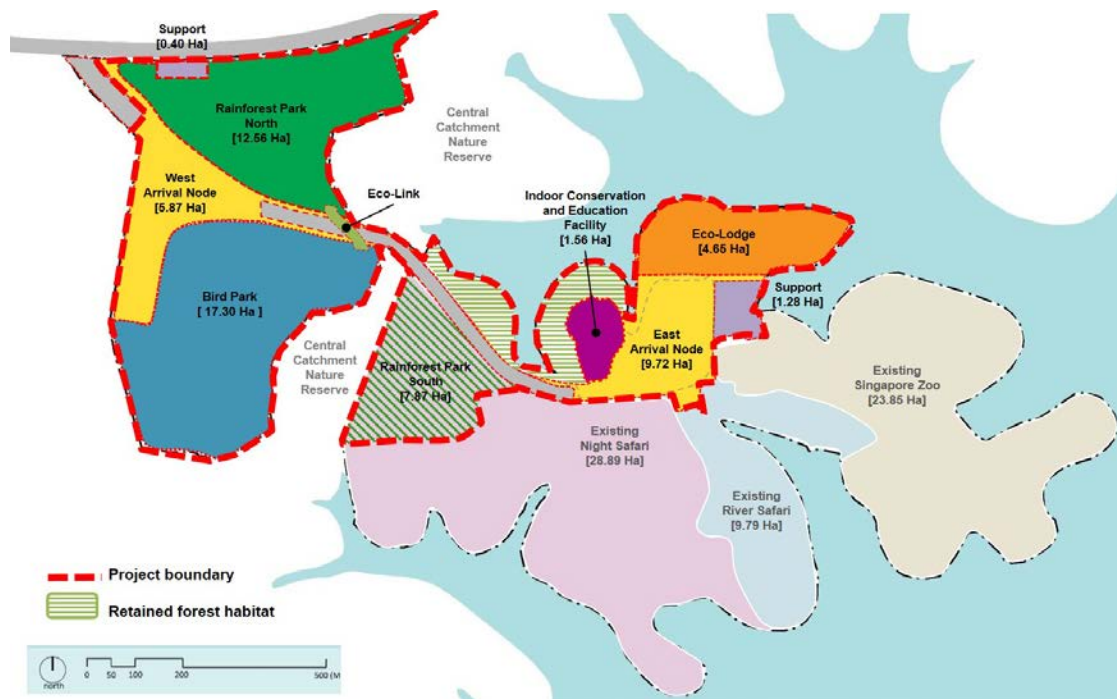 Support
[0.40 Ha]
Rainforest Park
North
[12.56 Ha]
Central
Catchment
Nature
Reserve
West
Arrival Node
[5.87 Ha]
Eco-Link
Indoor Conservation
and Education
Facility
[1.56 Ha]
Eco-Lodge
[4.65 Ha]
Bird Park
[ 17.30 Ha ]
Support
[1.28 Ha]
Central
Catchment
Nature
Reserve
East
Arrival Node
[9.72 Ha]
Rainforest Park
South
[7.87 Ha]
Existing
Singapore Zoo
[23.85 Ha]
Existing
Night Safari
[28.89 Ha]
Existing
River Safari
[9.79 Ha]
Project boundary
Retained forest habitat
north
0 50 100 200 500 (M